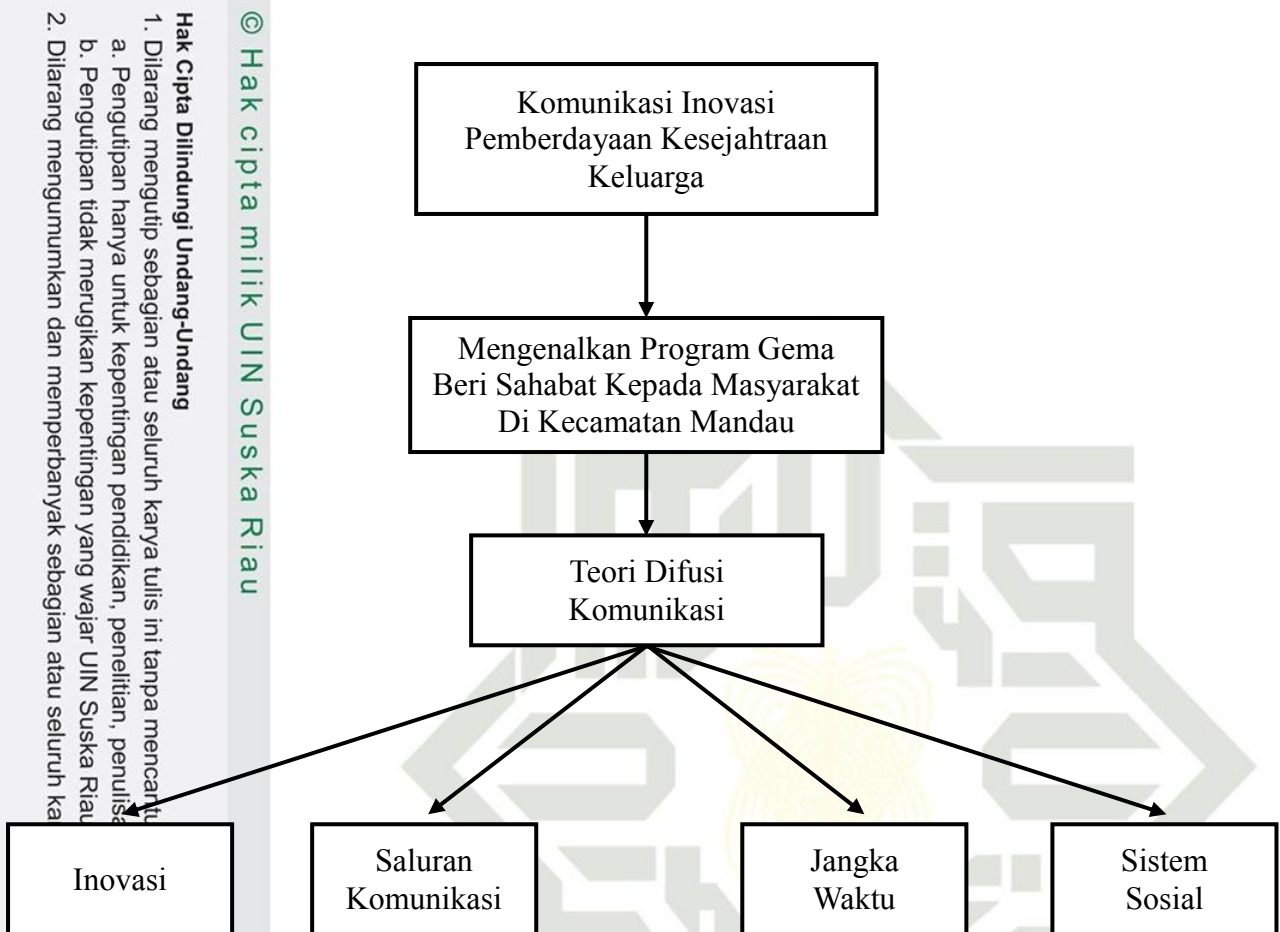 © Hak cipta milik UIN Suska Riau
Hak Cipta Dilindungi Undang-Undang
1. Dilarang mengutip sebagian atau seluruh karya tulis ini tanpa mencantu
a. Pengutipan hanya untuk kepentingan pendidikan, penelitian, penulisa
b. Pengutipan tidak merugikan kepentingan yang wajar UIN Suska Riau
2. Dilarang mengumumkan dan memperbanyak sebagian atau seluruh ka
Komunikasi Inovasi
Pemberdayaan Kesejahtraan
Keluarga
Mengenalkan Program Gema
Beri Sahabat Kepada Masyarakat
Di Kecamatan Mandau
Teori Difusi
Komunikasi
Inovasi
Saluran
Komunikasi
Jangka
Waktu
Sistem
Sosial